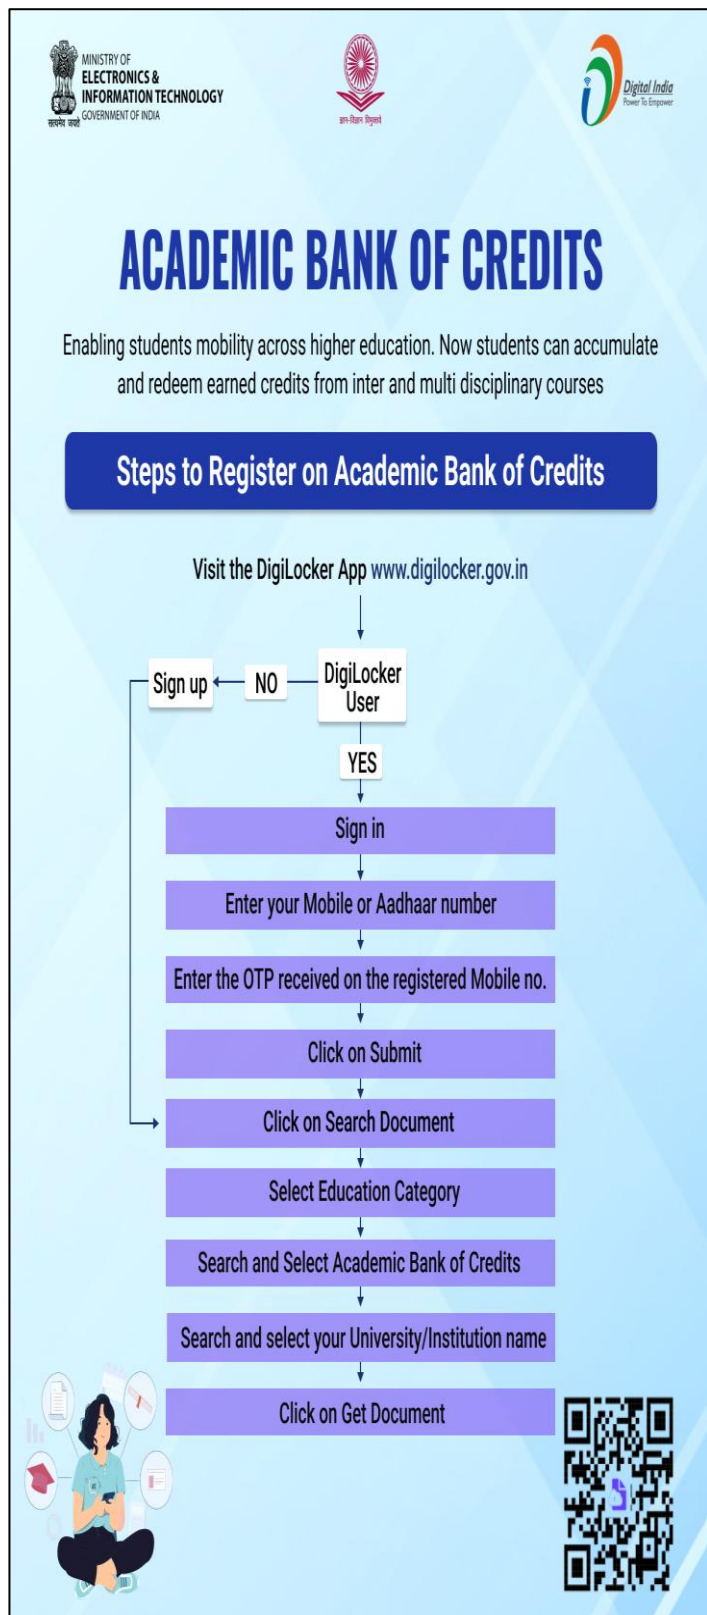 MINISTRY OF
ELECTRONICS &
INFORMATION TECHNOLOGY
GOVERNMENT OF INDIA
सत्यमेव जयते
ज्ञान-विज्ञान विमुक्तये
Digital India
Power To Empower
ACADEMIC BANK OF CREDITS
Enabling students mobility across higher education. Now students can accumulate
and redeem earned credits from inter and multi disciplinary courses
Steps to Register on Academic Bank of Credits
Visit the DigiLocker App www.digilocker.gov.in
Sign up
NO
DigiLocker
User
YES
Sign in
Enter your Mobile or Aadhaar number
Enter the OTP received on the registered Mobile no.
Click on Submit
Click on Search Document
Select Education Category
Search and Select Academic Bank of Credits
Search and select your University/Institution name
Click on Get Document